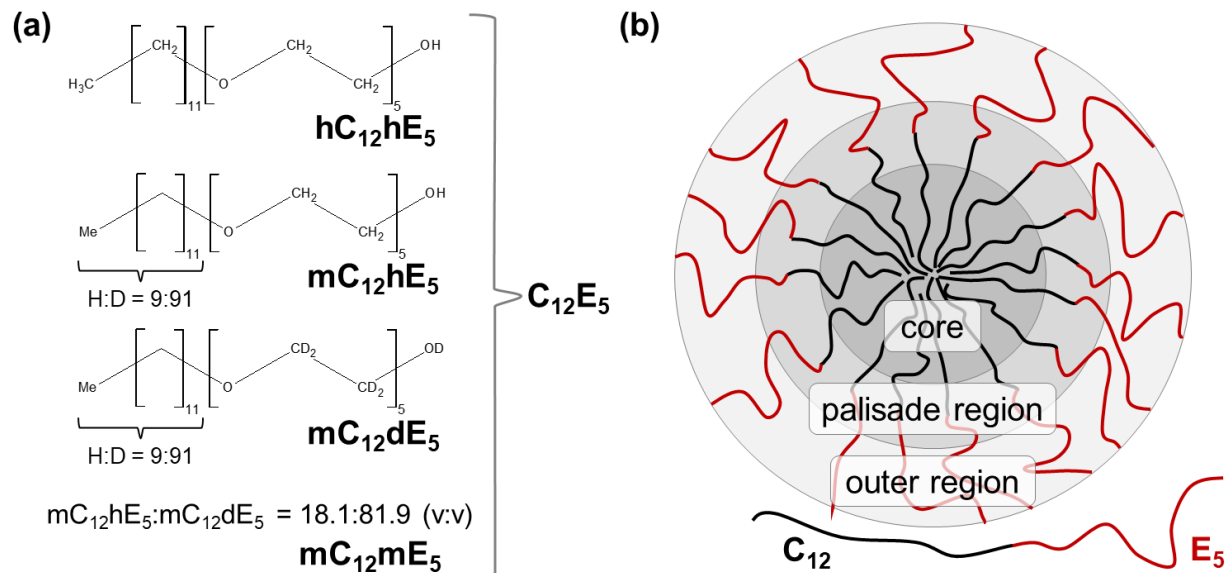 (a)
H₃C CH₂ 11 O CH₂ CH₂ 5 OH
hC₁₂hE₅
Me 11 O CH₂ CH₂ 5 OH
mC₁₂hE₅
H:D = 9:91
Me 11 O CD₂ CD₂ 5 OD
mC₁₂dE₅
H:D = 9:91
mC₁₂hE₅:mC₁₂dE₅ = 18.1:81.9 (v:v)
mC₁₂mE₅
C₁₂E₅
(b)
core
palisade region
outer region
C₁₂
E₅